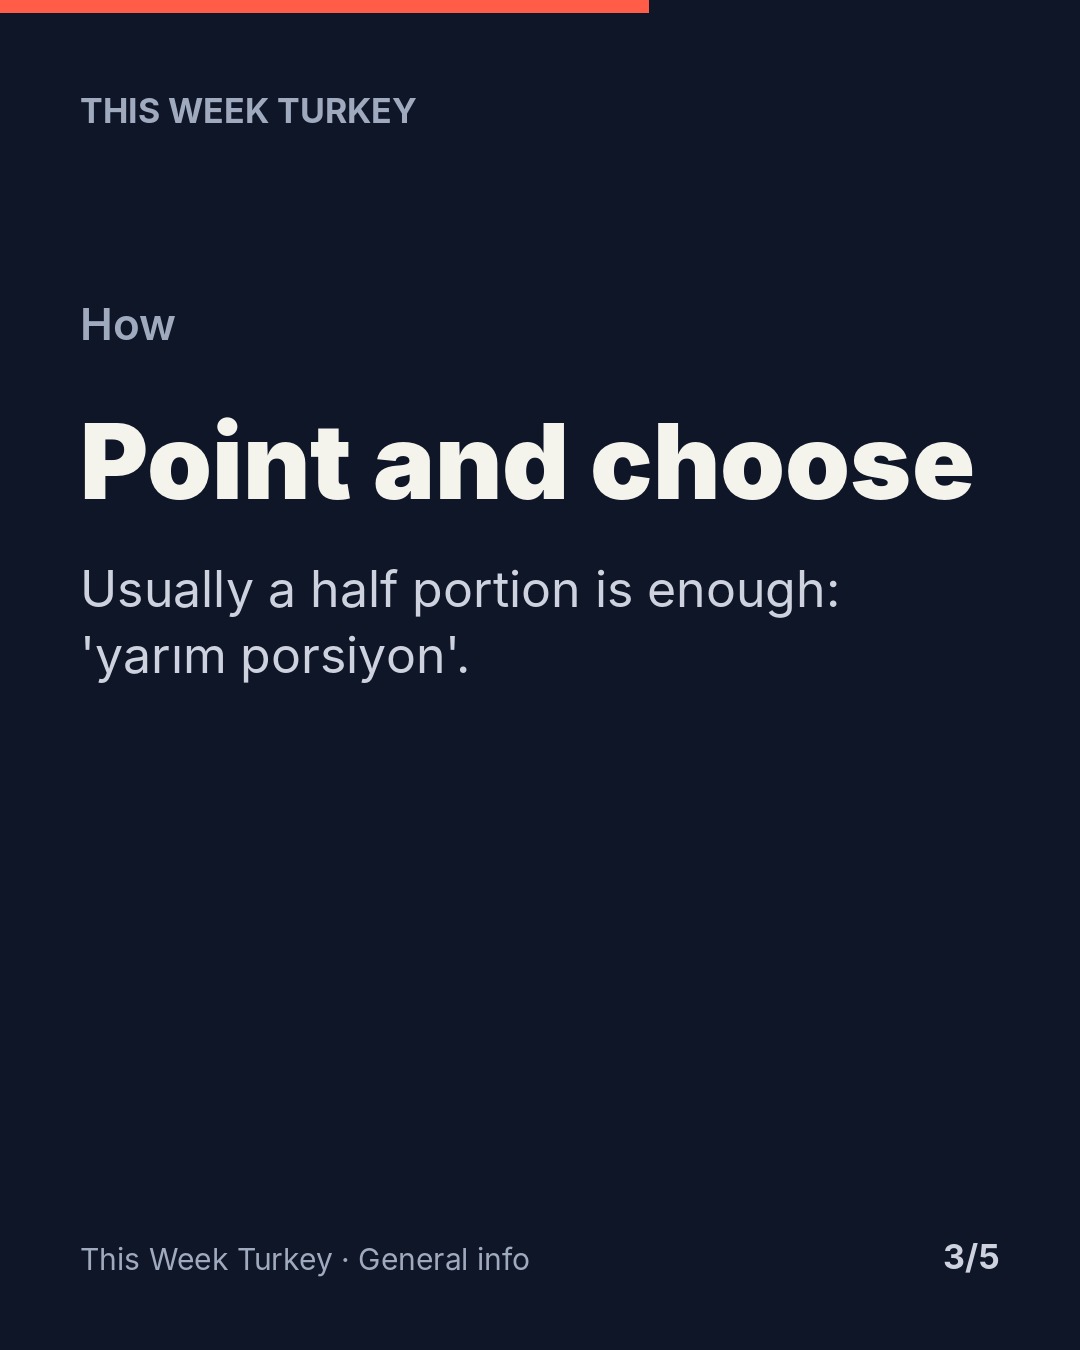 THIS WEEK TURKEY
How
Point and choose
Usually a half portion is enough:
'yarım porsiyon'.
This Week Turkey · General info
3/5